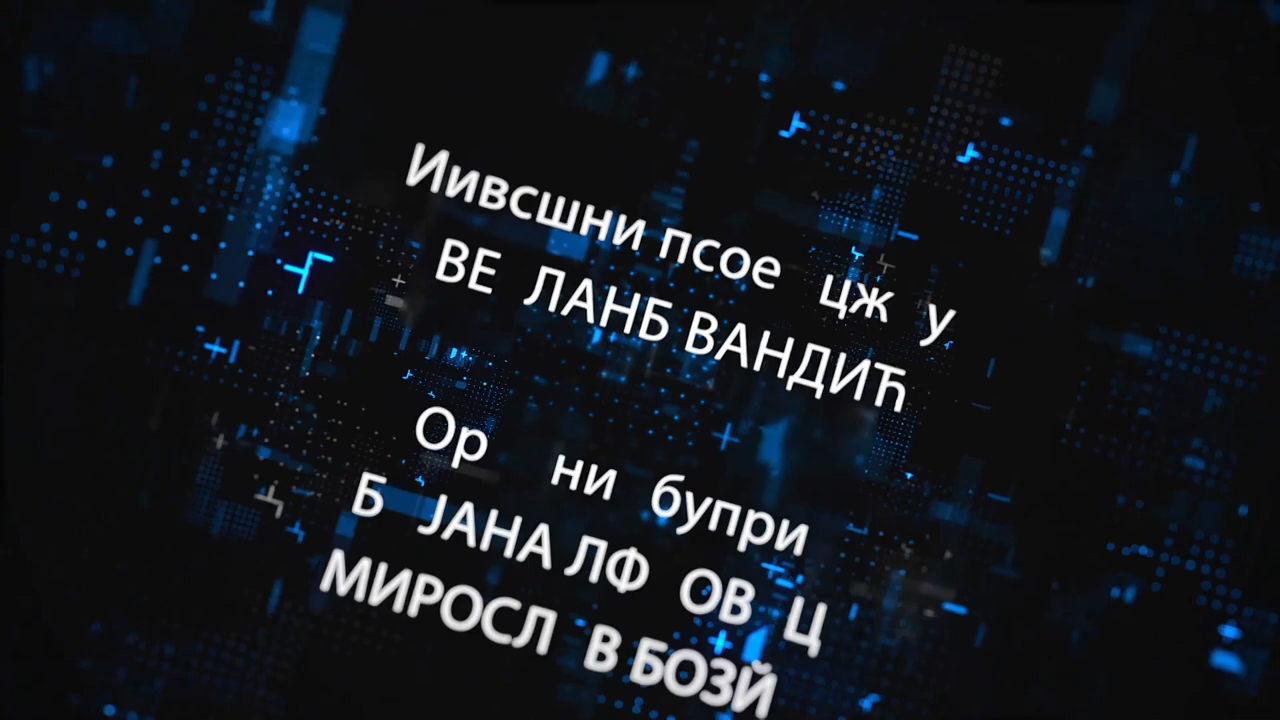 Иивсшни псое цж у
ВЕ ЛАНБ ВАНДИЋ
Ор ни бупри
Б ЈАНА ЛФ ОВ Ц
МИРОСЛ В БОЗЙ